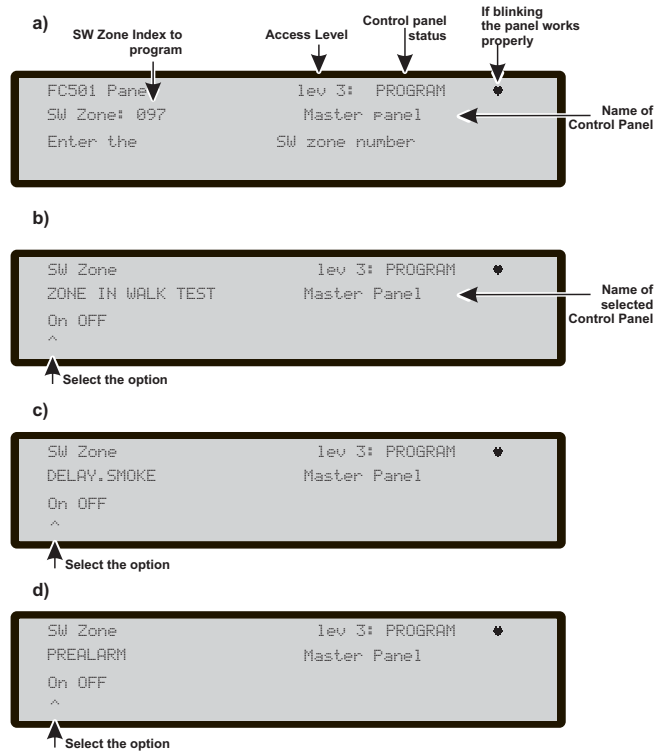 a)
SW Zone Index to
program
Access Level
Control panel
status
If blinking
the panel works
properly
FC501 Panel lev 3: PROGRAM
SW Zone: 097 Master panel
Enter the SW zone number
Name of
Control Panel
b)
SW Zone lev 3: PROGRAM
ZONE IN WALK TEST Master Panel
On OFF
^
Name of
selected
Control Panel
Select the option
c)
SW Zone lev 3: PROGRAM
DELAY.SMOKE Master Panel
On OFF
^
Select the option
d)
SW Zone lev 3: PROGRAM
PREALARM Master Panel
On OFF
^
Select the option